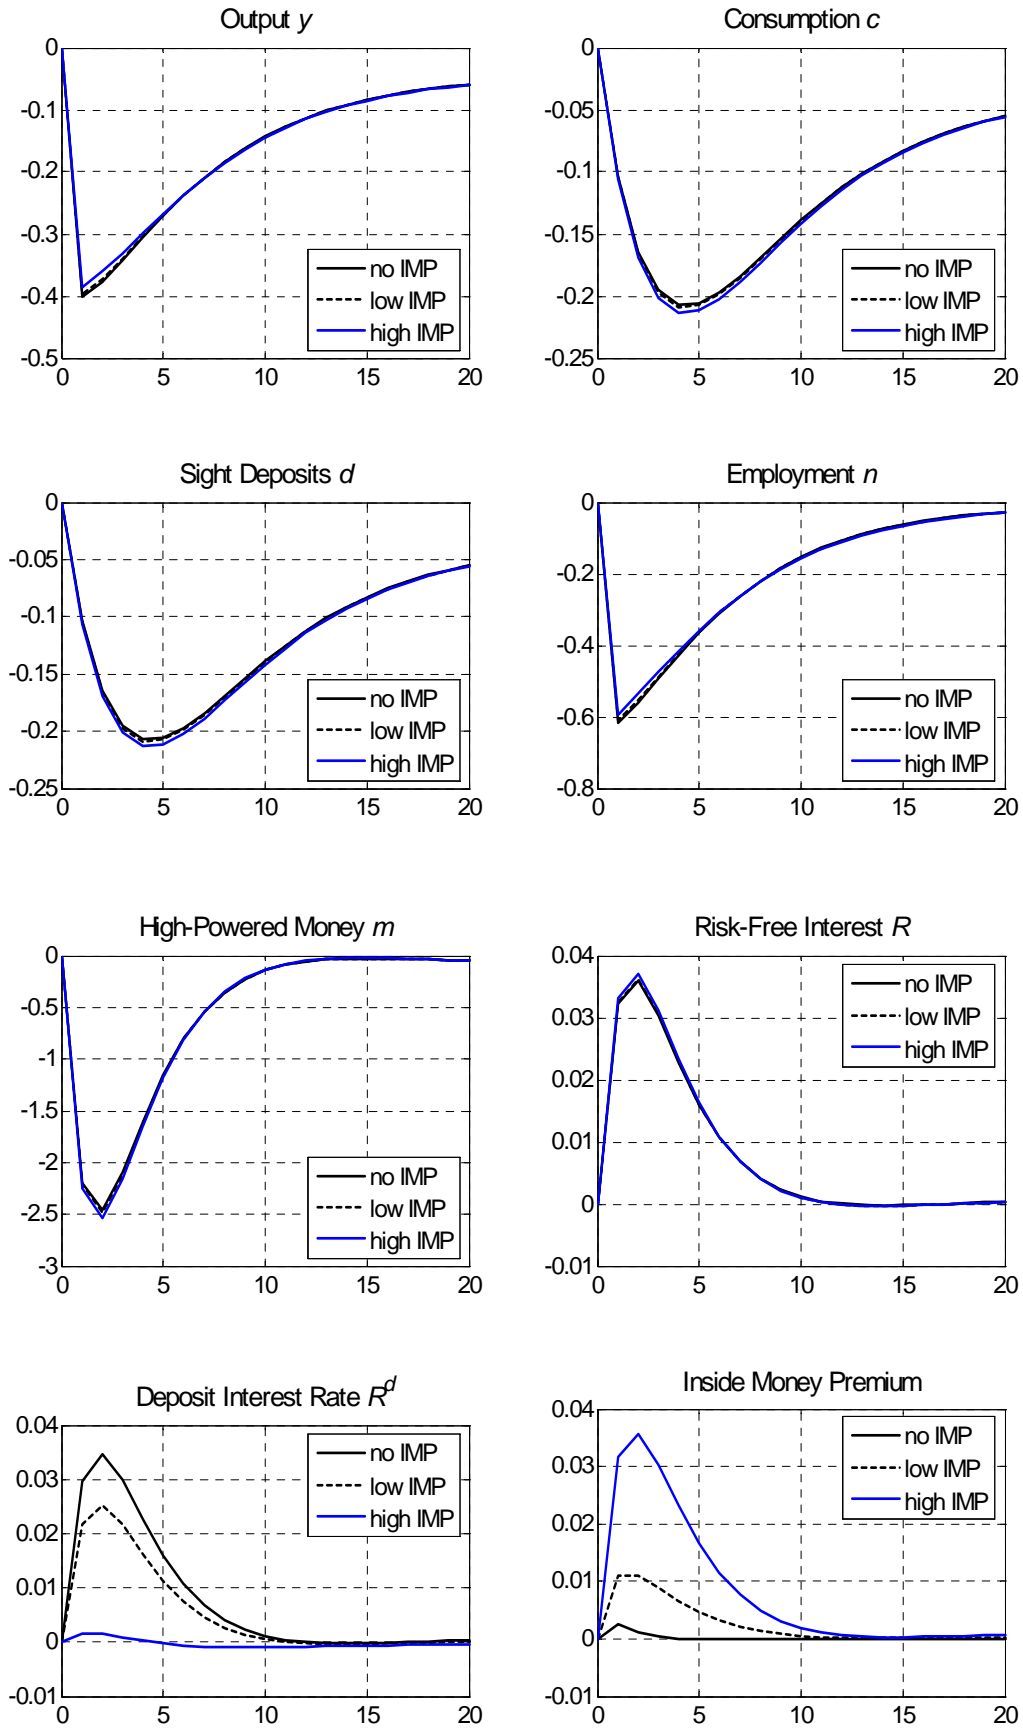 Output y
0
-0.1
-0.2
-0.3
-0.4
-0.5
0 5 10 15 20
no IMP
low IMP
high IMP
Consumption c
0
-0.05
-0.1
-0.15
-0.2
-0.25
0 5 10 15 20
no IMP
low IMP
high IMP
Sight Deposits d
0
-0.05
-0.1
-0.15
-0.2
-0.25
0 5 10 15 20
no IMP
low IMP
high IMP
Employment n
0
-0.2
-0.4
-0.6
-0.8
0 5 10 15 20
no IMP
low IMP
high IMP
High-Powered Money m
0
-0.5
-1
-1.5
-2
-2.5
-3
0 5 10 15 20
no IMP
low IMP
high IMP
Risk-Free Interest R
0.04
0.03
0.02
0.01
0
-0.01
0 5 10 15 20
no IMP
low IMP
high IMP
Deposit Interest Rate R^d
0.04
0.03
0.02
0.01
0
-0.01
0 5 10 15 20
no IMP
low IMP
high IMP
Inside Money Premium
0.04
0.03
0.02
0.01
0
-0.01
0 5 10 15 20
no IMP
low IMP
high IMP